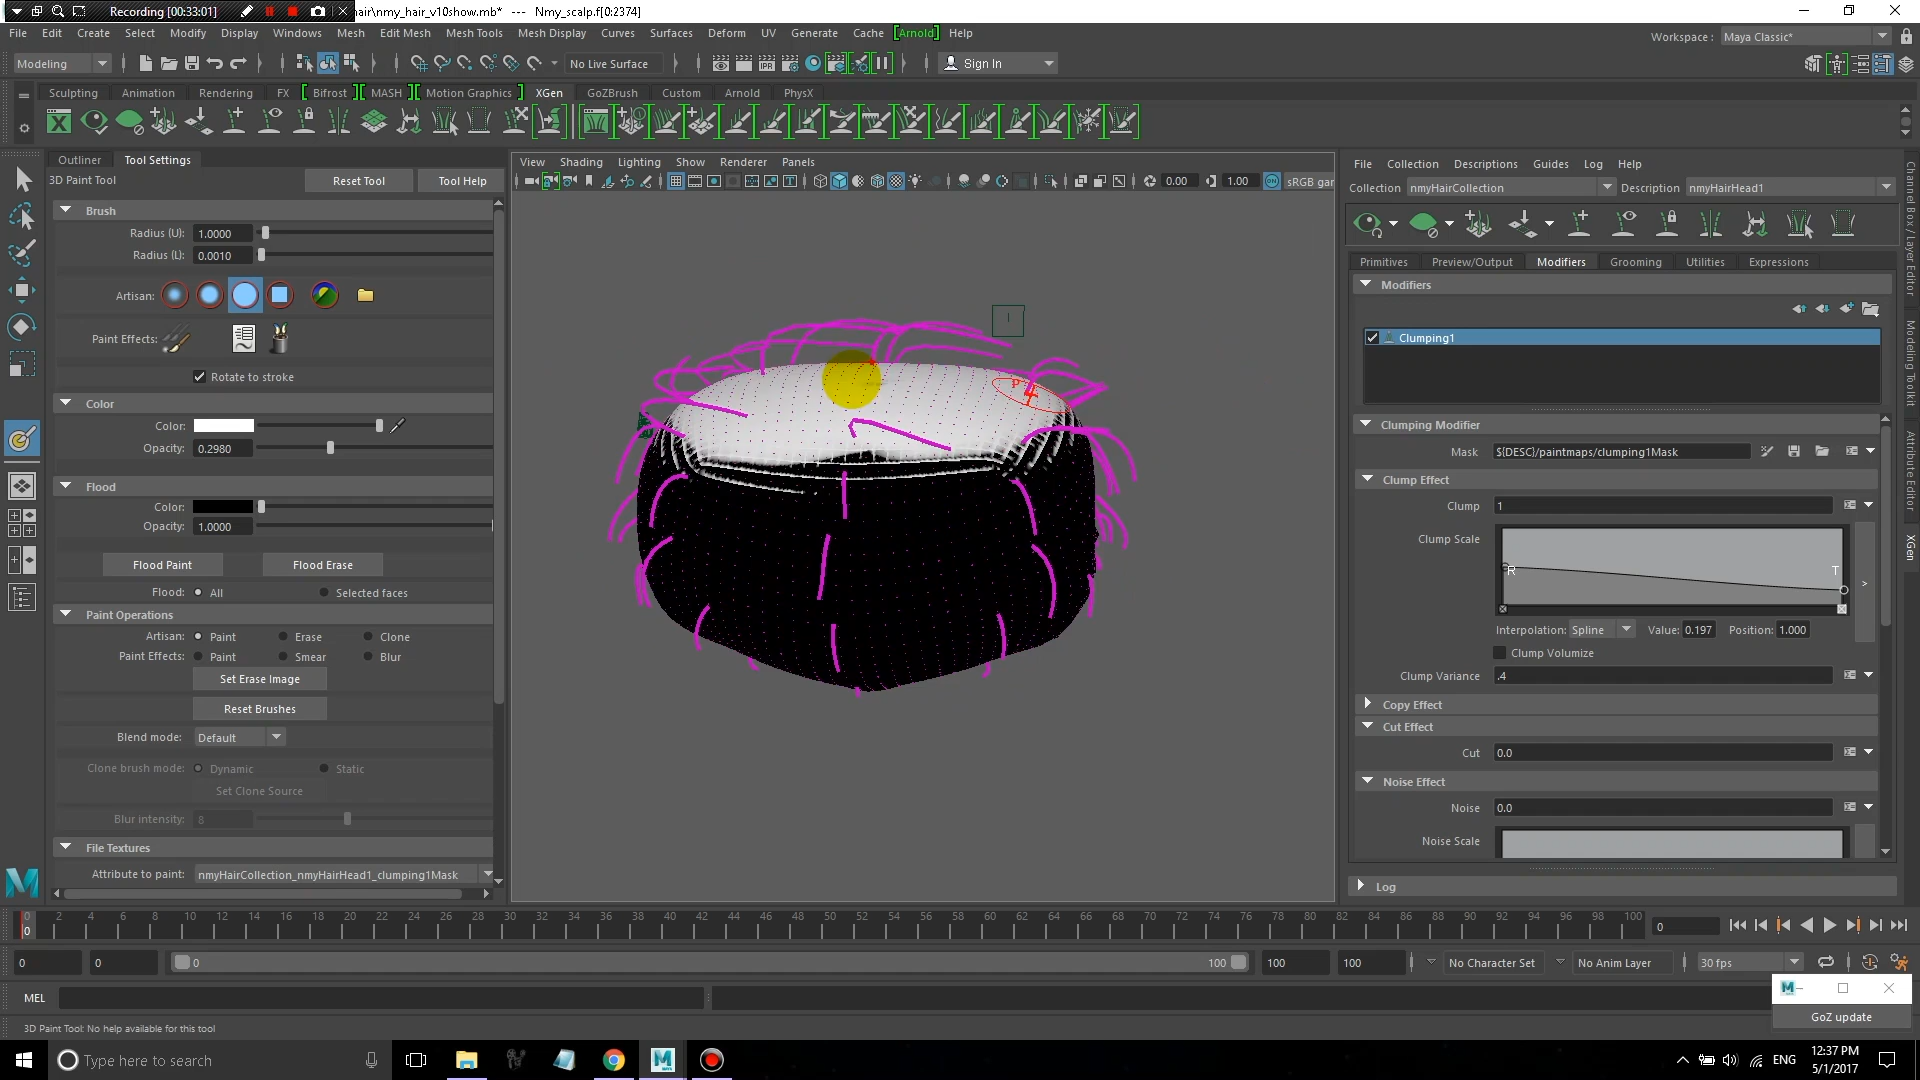 Recording [00:33:01]
hair\nmy_hair_v10show.mb* --- Nmy_scalp.f[0:2374]
File Edit Create Select Modify Display Windows Mesh Edit Mesh Mesh Tools Mesh Display Curves Surfaces Deform UV Generate Cache [Arnold] Help
Workspace : Maya Classic*
Modeling
No Live Surface
Sign In
Sculpting Animation Rendering FX Bifrost MASH Motion Graphics XGen GoZBrush Custom Arnold PhysX
Outliner Tool Settings
3D Paint Tool Reset Tool Tool Help
Brush
Radius (U): 1.0000
Radius (L): 0.0010
Artisan:
Paint Effects:
Rotate to stroke
Color
Color:
Opacity: 0.2980
Flood
Color:
Opacity: 1.0000
Flood Paint Flood Erase
Flood: All Selected faces
Paint Operations
Artisan: Paint Erase Clone
Paint Effects: Paint Smear Blur
Set Erase Image
Reset Brushes
Blend mode: Default
Clone brush mode: Dynamic Static
Set Clone Source
Blur intensity: 8
File Textures
Attribute to paint: nmyHairCollection_nmyHairHead1_clumping1Mask
View Shading Lighting Show Renderer Panels
0.00 1.00 sRGB gar
P
File Collection Descriptions Guides Log Help
Collection nmyHairCollection Description nmyHairHead1
Primitives Preview/Output Modifiers Grooming Utilities Expressions
Modifiers
Clumping1
Clumping Modifier
Mask ${DESC}/paintmaps/clumping1Mask
Clump Effect
Clump 1
Clump Scale
R T
>
Interpolation: Spline Value: 0.197 Position: 1.000
Clump Volumize
Clump Variance .4
Copy Effect
Cut Effect
Cut 0.0
Noise Effect
Noise 0.0
Noise Scale
Log
Channel Box / Layer Editor
Modeling Toolkit
Attribute Editor
XGen
0 2 4 6 8 10 12 14 16 18 20 22 24 26 28 30 32 34 36 38 40 42 44 46 48 50 52 54 56 58 60 62 64 66 68 70 72 74 76 78 80 82 84 86 88 90 92 94 96 98 100
0
0
0 0 0 100 100 100 No Character Set No Anim Layer 30 fps
MEL
GoZ update
3D Paint Tool: No help available for this tool
Type here to search
ENG
12:37 PM
5/1/2017